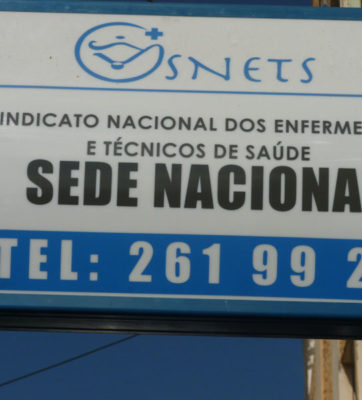 SNETS
INDICATO NACIONAL DOS ENFERME
E TÉCNICOS DE SAÚDE
SEDE NACIONA
TEL: 261 99 2